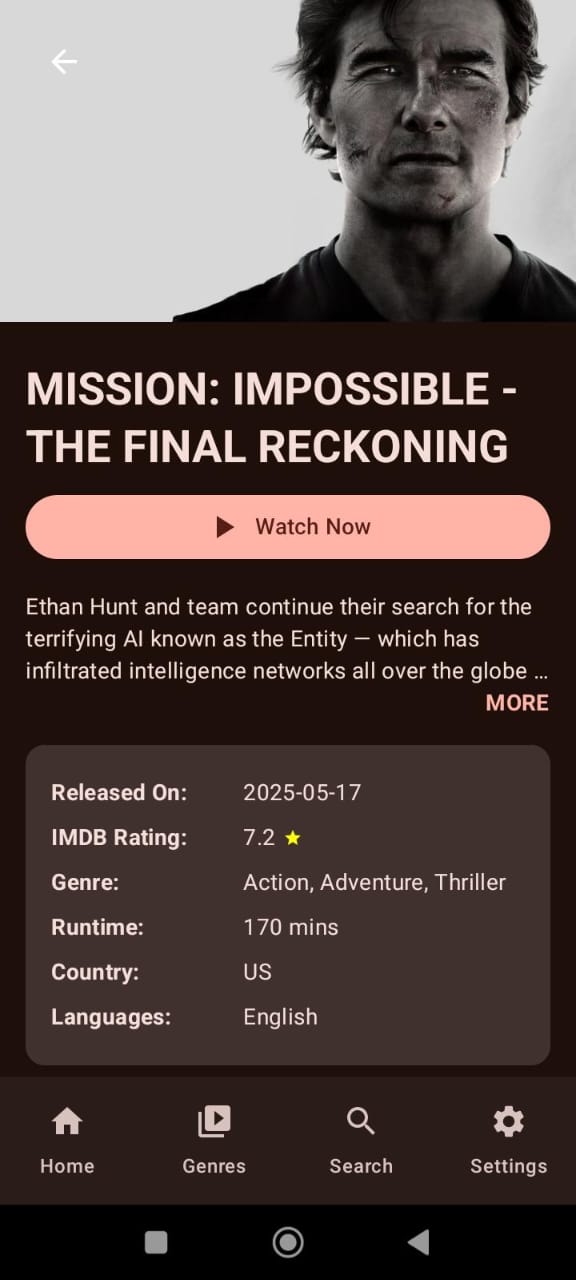 MISSION: IMPOSSIBLE -
THE FINAL RECKONING
Watch Now
Ethan Hunt and team continue their search for the
terrifying AI known as the Entity — which has
infiltrated intelligence networks all over the globe ...
MORE
Released On: 2025-05-17
IMDB Rating: 7.2
Genre: Action, Adventure, Thriller
Runtime: 170 mins
Country: US
Languages: English
Home Genres Search Settings